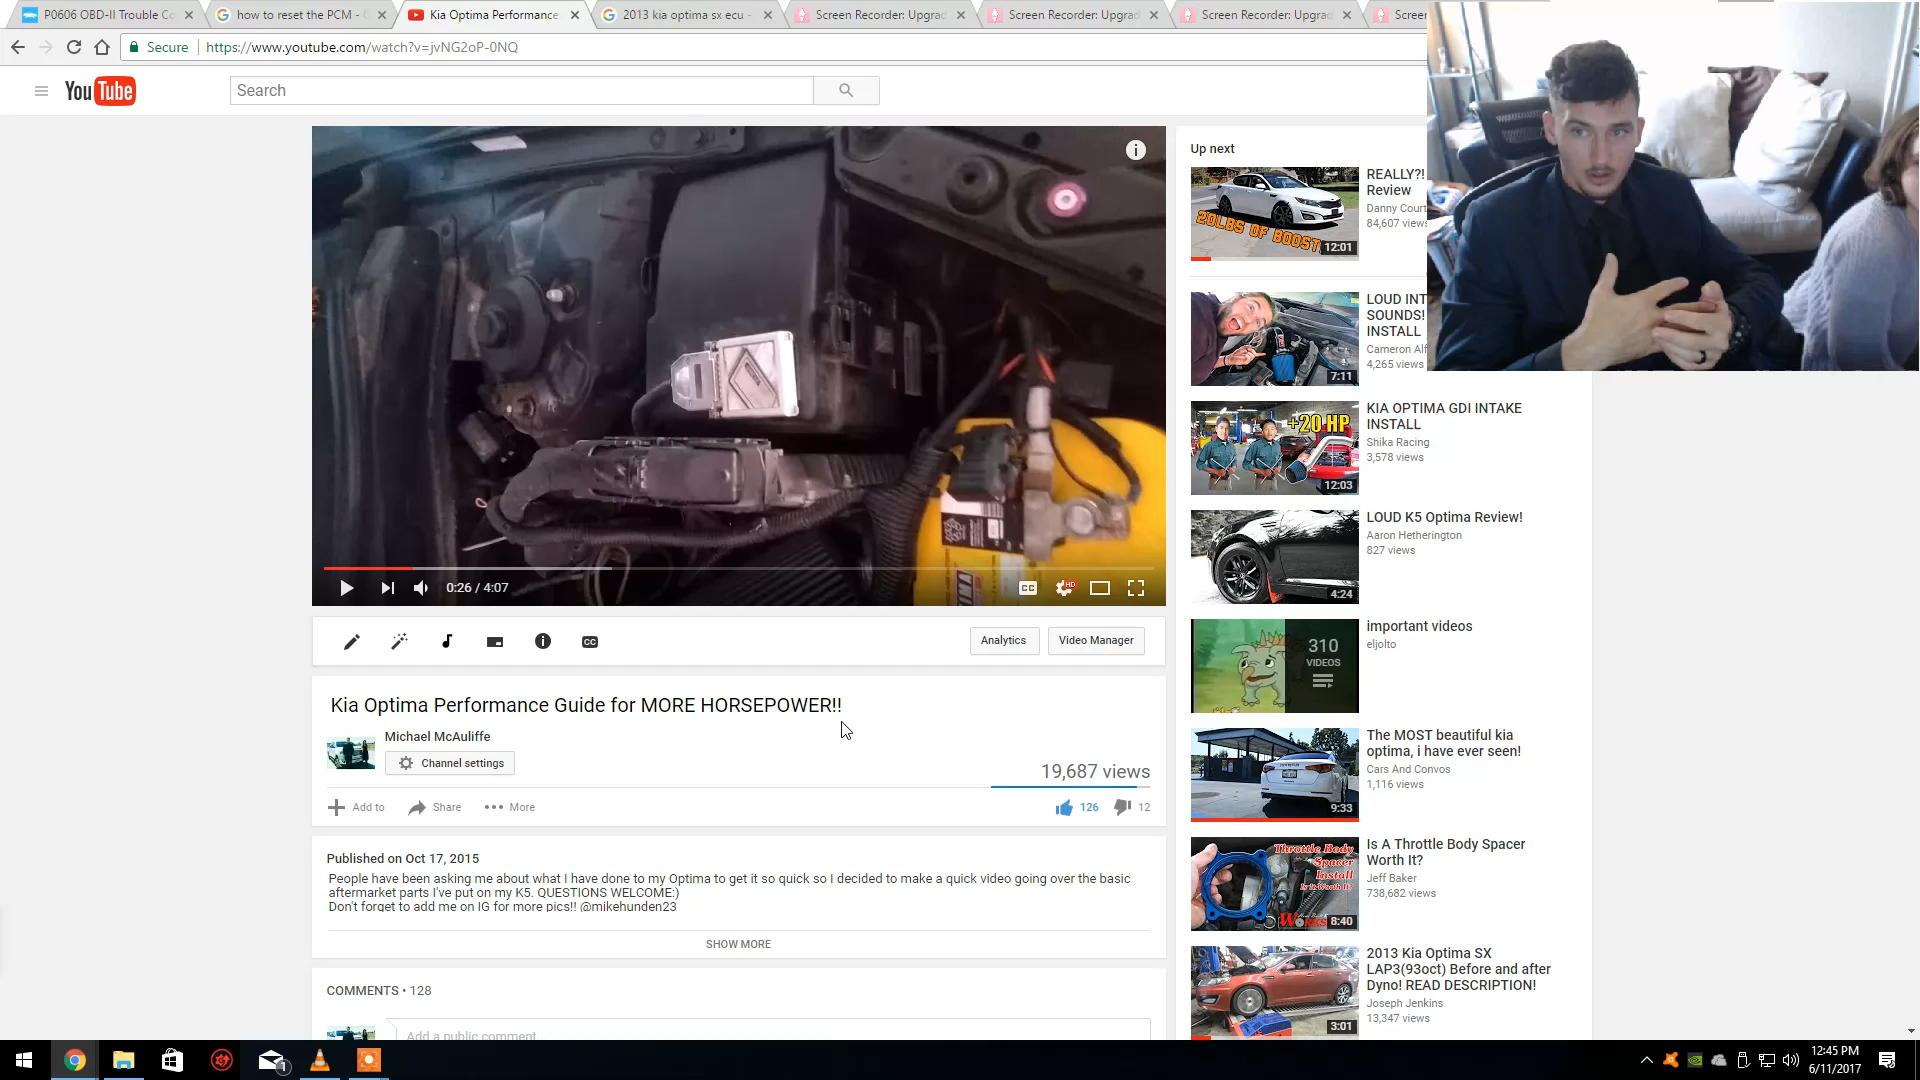 P0606 OBD-II Trouble Co
how to reset the PCM -
Kia Optima Performance
2013 kia optima sx ecu -
Screen Recorder: Upgrad
Screen Recorder: Upgrad
Screen Recorder: Upgrad
Screen
Secure
https://www.youtube.com/watch?v=jvNG2oP-0NQ
YouTube
Search
0:26 / 4:07
CC
HD
Analytics
Video Manager
Kia Optima Performance Guide for MORE HORSEPOWER!!
Michael McAuliffe
Channel settings
19,687 views
Add to
Share
More
126
12
Published on Oct 17, 2015
People have been asking me about what I have done to my Optima to get it so quick so I decided to make a quick video going over the basic
aftermarket parts I've put on my K5. QUESTIONS WELCOME:)
Don't forget to add me on IG for more pics!! @mikehunden23
SHOW MORE
COMMENTS • 128
Add a public comment
Up next
20LBS OF BOOST
12:01
REALLY?!
Review
Danny Court
84,607 views
7:11
LOUD INT
SOUNDS!
INSTALL
Cameron Alf
4,265 views
+20 HP
12:03
KIA OPTIMA GDI INTAKE
INSTALL
Shika Racing
3,578 views
4:24
LOUD K5 Optima Review!
Aaron Hetherington
827 views
310
VIDEOS
important videos
eljolto
9:33
The MOST beautiful kia
optima, i have ever seen!
Cars And Convos
1,116 views
Throttle Body
Spacer
Install
Is it Worth It?
8:40
Is A Throttle Body Spacer
Worth It?
Jeff Baker
738,682 views
3:01
2013 Kia Optima SX
LAP3(93oct) Before and after
Dyno! READ DESCRIPTION!
Joseph Jenkins
13,347 views
1
12:45 PM
6/11/2017